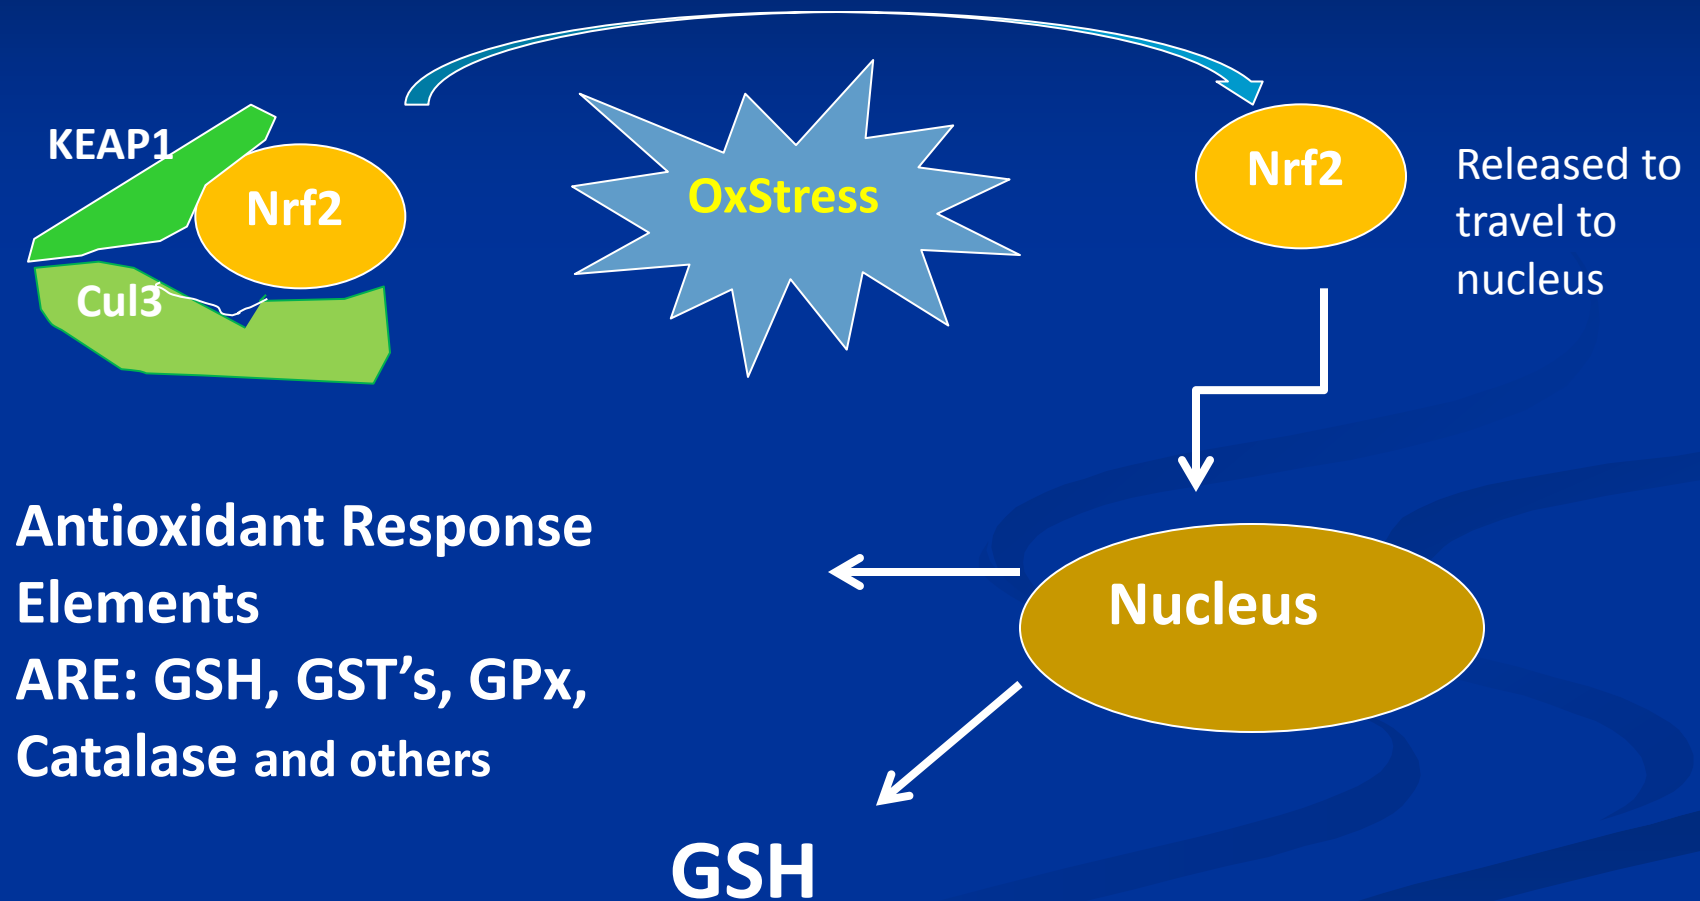 KEAP1
Nrf2
Cul3
OxStress
Nrf2
Released to
travel to
nucleus
Antioxidant Response
Elements
ARE: GSH, GST’s, GPx,
Catalase and others
Nucleus
GSH